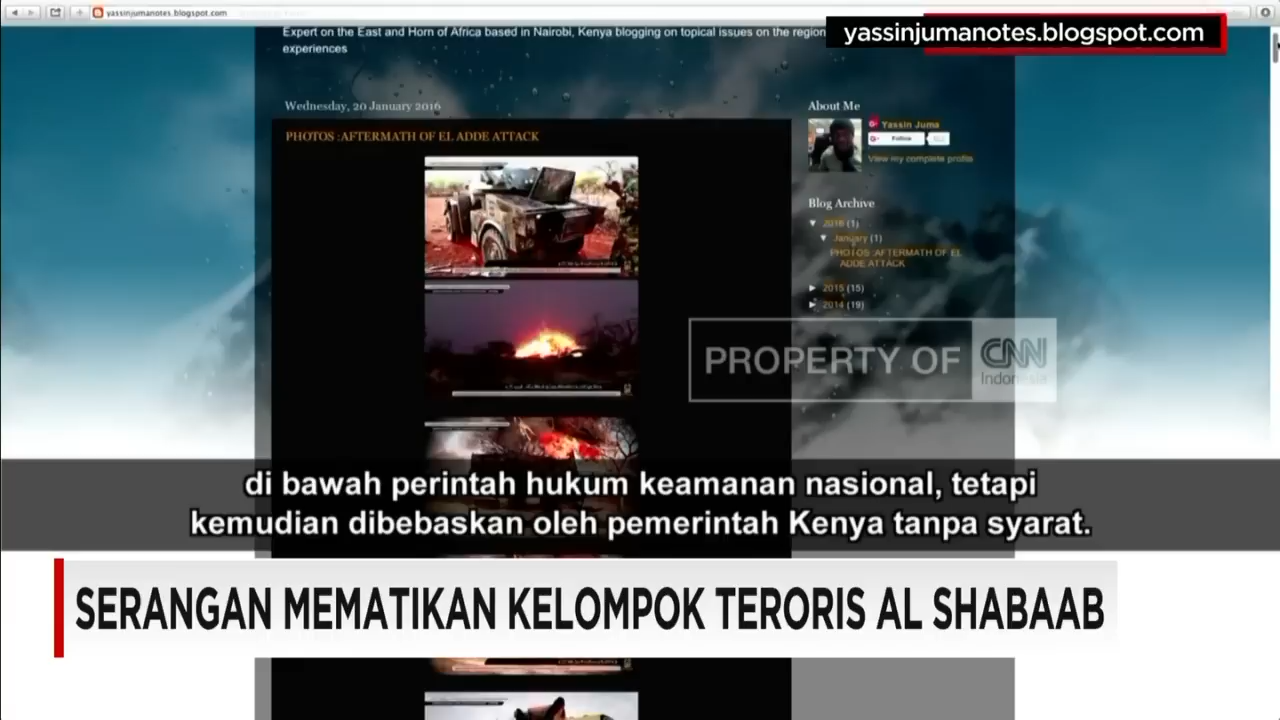 yassinjumanotes.blogspot.com
yassinjumanotes.blogspot.com
Expert on the East and Horn of Africa based in Nairobi, Kenya blogging on topical issues on the region
experiences
Wednesday, 20 January 2016
PHOTOS :AFTERMATH OF EL ADDE ATTACK
About Me
Yassin Juma
Follow
View my complete profile
Blog Archive
▼ 2016 (1)
▼ January (1)
PHOTOS :AFTERMATH OF EL
ADDE ATTACK
► 2015 (15)
► 2014 (19)
PROPERTY OF CNN
Indonesia
di bawah perintah hukum keamanan nasional, tetapi
kemudian dibebaskan oleh pemerintah Kenya tanpa syarat.
SERANGAN MEMATIKAN KELOMPOK TERORIS AL SHABAAB